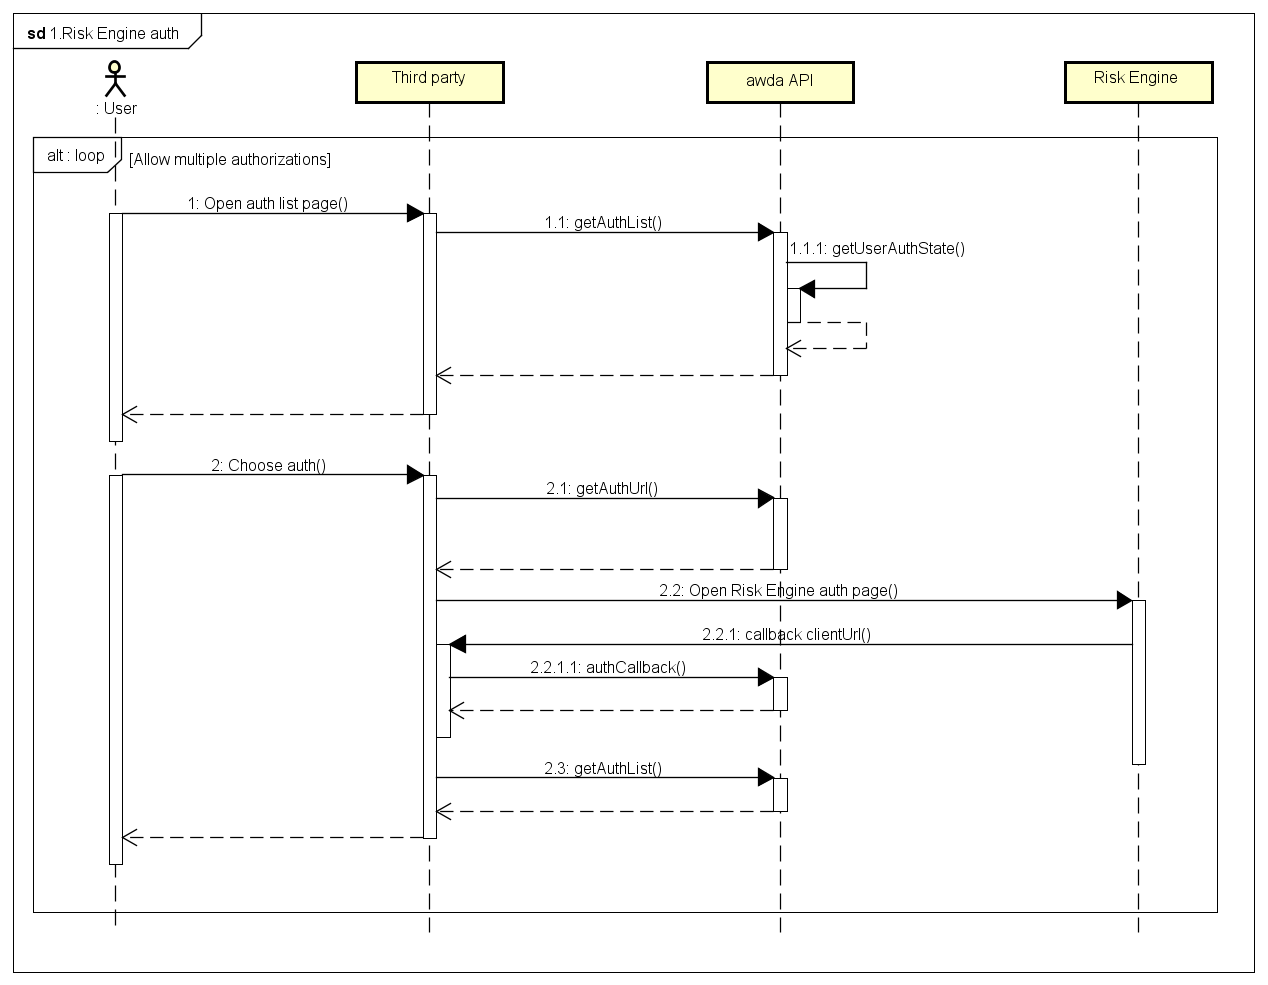 sd 1.Risk Engine auth
: User
Third party
awda API
Risk Engine
alt : loop
[Allow multiple authorizations]
1: Open auth list page()
1.1: getAuthList()
1.1.1: getUserAuthState()
2: Choose auth()
2.1: getAuthUrl()
2.2: Open Risk Engine auth page()
2.2.1: callback clientUrl()
2.2.1.1: authCallback()
2.3: getAuthList()